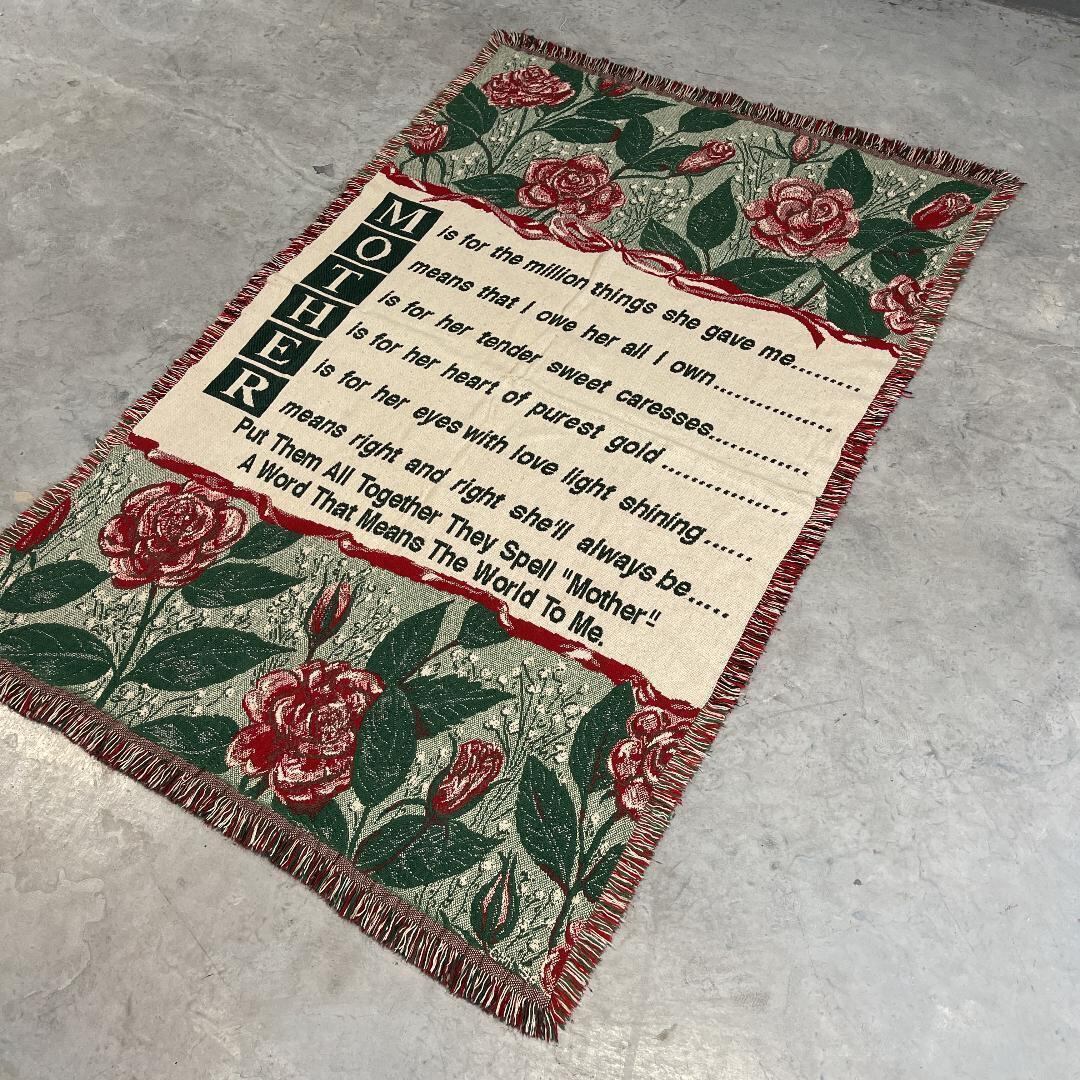 M is for the million things she gave me..........
O means that I owe her all I own.................
T is for her tender sweet caresses...............
H is for her heart of purest gold ...................
E is for her eyes with love light shining.......
R means right and right she'll always be.....
Put Them All Together They Spell "Mother"
A Word That Means The World To Me.